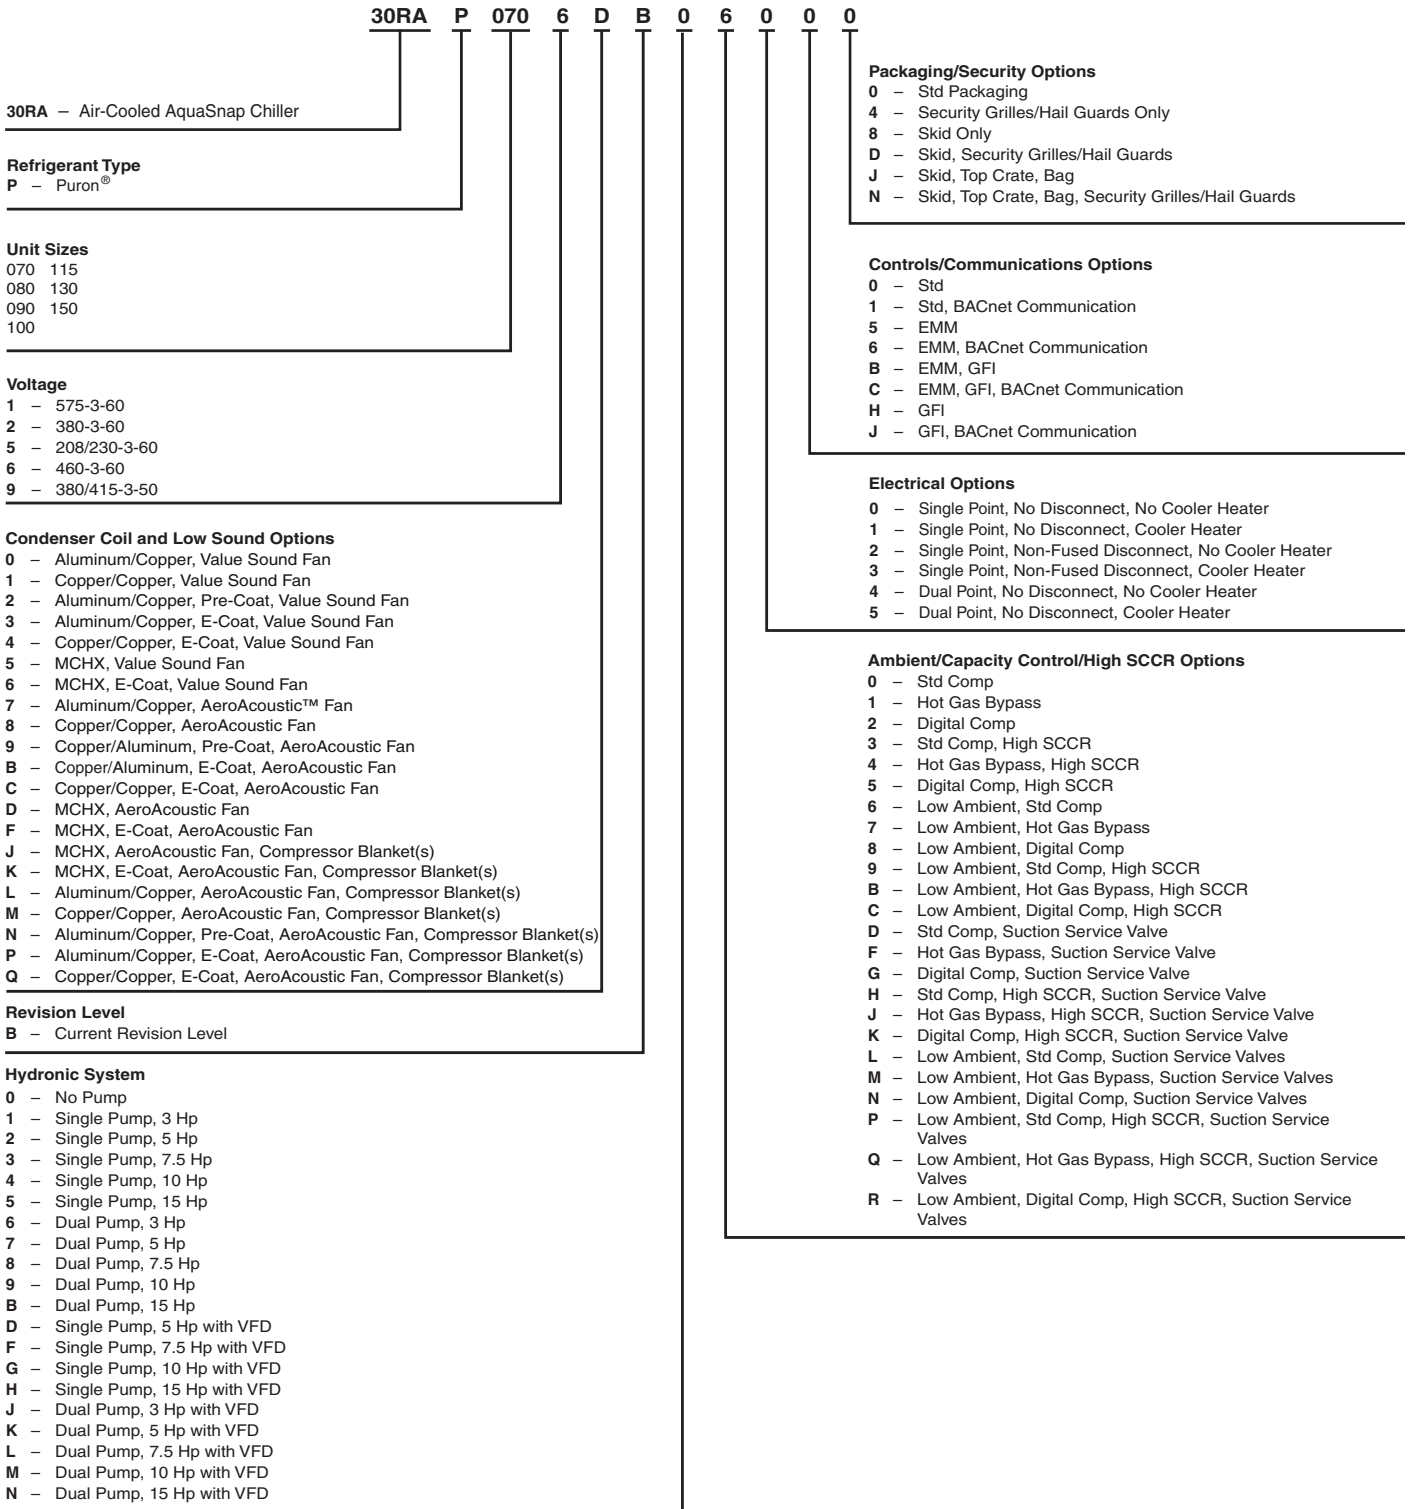 30RA P 070 6 D B 0 6 0 0 0
30RA – Air-Cooled AquaSnap Chiller
Refrigerant Type
P – Puron®
Unit Sizes
070 115
080 130
090 150
100
Voltage
1 – 575-3-60
2 – 380-3-60
5 – 208/230-3-60
6 – 460-3-60
9 – 380/415-3-50
Condenser Coil and Low Sound Options
0 – Aluminum/Copper, Value Sound Fan
1 – Copper/Copper, Value Sound Fan
2 – Aluminum/Copper, Pre-Coat, Value Sound Fan
3 – Aluminum/Copper, E-Coat, Value Sound Fan
4 – Copper/Copper, E-Coat, Value Sound Fan
5 – MCHX, Value Sound Fan
6 – MCHX, E-Coat, Value Sound Fan
7 – Aluminum/Copper, AeroAcoustic™ Fan
8 – Copper/Copper, AeroAcoustic Fan
9 – Copper/Aluminum, Pre-Coat, AeroAcoustic Fan
B – Copper/Aluminum, E-Coat, AeroAcoustic Fan
C – Copper/Copper, E-Coat, AeroAcoustic Fan
D – MCHX, AeroAcoustic Fan
F – MCHX, E-Coat, AeroAcoustic Fan
J – MCHX, AeroAcoustic Fan, Compressor Blanket(s)
K – MCHX, E-Coat, AeroAcoustic Fan, Compressor Blanket(s)
L – Aluminum/Copper, AeroAcoustic Fan, Compressor Blanket(s)
M – Copper/Copper, AeroAcoustic Fan, Compressor Blanket(s)
N – Aluminum/Copper, Pre-Coat, AeroAcoustic Fan, Compressor Blanket(s)
P – Aluminum/Copper, E-Coat, AeroAcoustic Fan, Compressor Blanket(s)
Q – Copper/Copper, E-Coat, AeroAcoustic Fan, Compressor Blanket(s)
Revision Level
B – Current Revision Level
Hydronic System
0 – No Pump
1 – Single Pump, 3 Hp
2 – Single Pump, 5 Hp
3 – Single Pump, 7.5 Hp
4 – Single Pump, 10 Hp
5 – Single Pump, 15 Hp
6 – Dual Pump, 3 Hp
7 – Dual Pump, 5 Hp
8 – Dual Pump, 7.5 Hp
9 – Dual Pump, 10 Hp
B – Dual Pump, 15 Hp
D – Single Pump, 5 Hp with VFD
F – Single Pump, 7.5 Hp with VFD
G – Single Pump, 10 Hp with VFD
H – Single Pump, 15 Hp with VFD
J – Dual Pump, 3 Hp with VFD
K – Dual Pump, 5 Hp with VFD
L – Dual Pump, 7.5 Hp with VFD
M – Dual Pump, 10 Hp with VFD
N – Dual Pump, 15 Hp with VFD
Packaging/Security Options
0 – Std Packaging
4 – Security Grilles/Hail Guards Only
8 – Skid Only
D – Skid, Security Grilles/Hail Guards
J – Skid, Top Crate, Bag
N – Skid, Top Crate, Bag, Security Grilles/Hail Guards
Controls/Communications Options
0 – Std
1 – Std, BACnet Communication
5 – EMM
6 – EMM, BACnet Communication
B – EMM, GFI
C – EMM, GFI, BACnet Communication
H – GFI
J – GFI, BACnet Communication
Electrical Options
0 – Single Point, No Disconnect, No Cooler Heater
1 – Single Point, No Disconnect, Cooler Heater
2 – Single Point, Non-Fused Disconnect, No Cooler Heater
3 – Single Point, Non-Fused Disconnect, Cooler Heater
4 – Dual Point, No Disconnect, No Cooler Heater
5 – Dual Point, No Disconnect, Cooler Heater
Ambient/Capacity Control/High SCCR Options
0 – Std Comp
1 – Hot Gas Bypass
2 – Digital Comp
3 – Std Comp, High SCCR
4 – Hot Gas Bypass, High SCCR
5 – Digital Comp, High SCCR
6 – Low Ambient, Std Comp
7 – Low Ambient, Hot Gas Bypass
8 – Low Ambient, Digital Comp
9 – Low Ambient, Std Comp, High SCCR
B – Low Ambient, Hot Gas Bypass, High SCCR
C – Low Ambient, Digital Comp, High SCCR
D – Std Comp, Suction Service Valve
F – Hot Gas Bypass, Suction Service Valve
G – Digital Comp, Suction Service Valve
H – Std Comp, High SCCR, Suction Service Valve
J – Hot Gas Bypass, High SCCR, Suction Service Valve
K – Digital Comp, High SCCR, Suction Service Valve
L – Low Ambient, Std Comp, Suction Service Valves
M – Low Ambient, Hot Gas Bypass, Suction Service Valves
N – Low Ambient, Digital Comp, Suction Service Valves
P – Low Ambient, Std Comp, High SCCR, Suction Service
Valves
Q – Low Ambient, Hot Gas Bypass, High SCCR, Suction Service
Valves
R – Low Ambient, Digital Comp, High SCCR, Suction Service
Valves